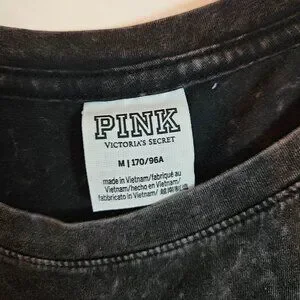 PINK
VICTORIA'S SECRET
M | 170/96A
made in Vietnam/fabriqué au
Vietnam/hecho en Vietnam/
fabbricato in Vietnam/